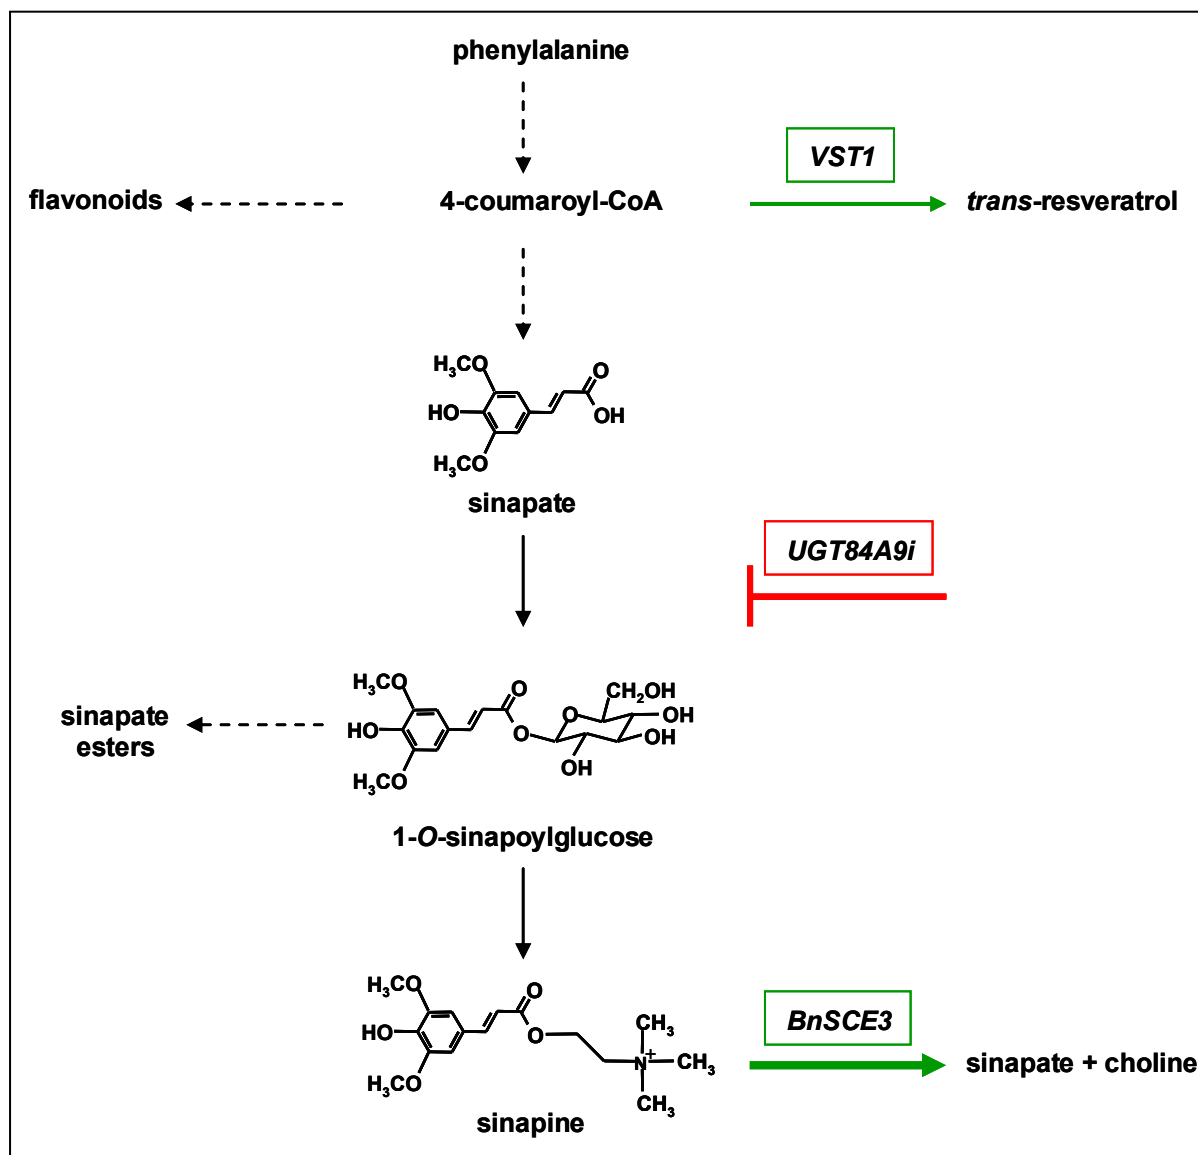 phenylalanine
VST1
flavonoids
4-coumaroyl-CoA
trans-resveratrol
H₃CO
O
HO
OH
H₃CO
sinapate
UGT84A9i
H₃CO
O
CH₂OH
HO
O
O
OH
OH
H₃CO
OH
sinapate
esters
1-O-sinapoylglucose
H₃CO
O
HO
O
CH₃
N+
CH₃
H₃CO
CH₃
BnSCE3
sinapate + choline
sinapine